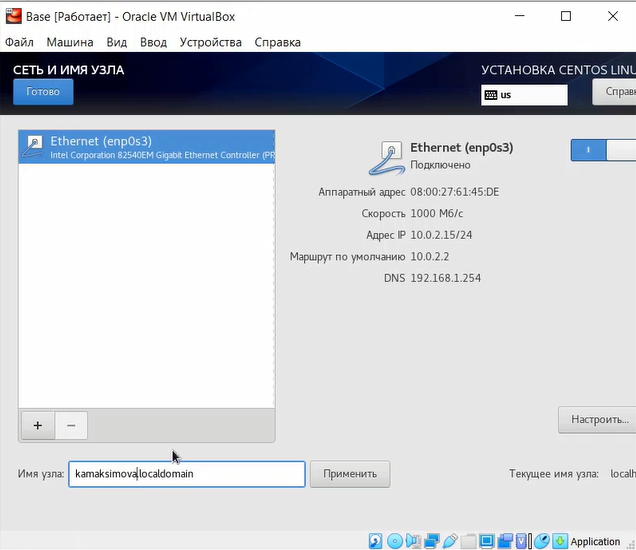 Base [Работает] - Oracle VM VirtualBox
Файл Машина Вид Ввод Устройства Справка
СЕТЬ И ИМЯ УЗЛА
УСТАНОВКА CENTOS LINU
Готово
us
Справк
Ethernet (enp0s3)
Intel Corporation 82540EM Gigabit Ethernet Controller (PR
Ethernet (enp0s3)
Подключено
Аппаратный адрес 08:00:27:61:45:DE
Скорость 1000 Мб/с
Адрес IP 10.0.2.15/24
Маршрут по умолчанию 10.0.2.2
DNS 192.168.1.254
+ −
Настроить...
Имя узла: kamaksimova.localdomain
Применить
Текущее имя узла: localh
Application